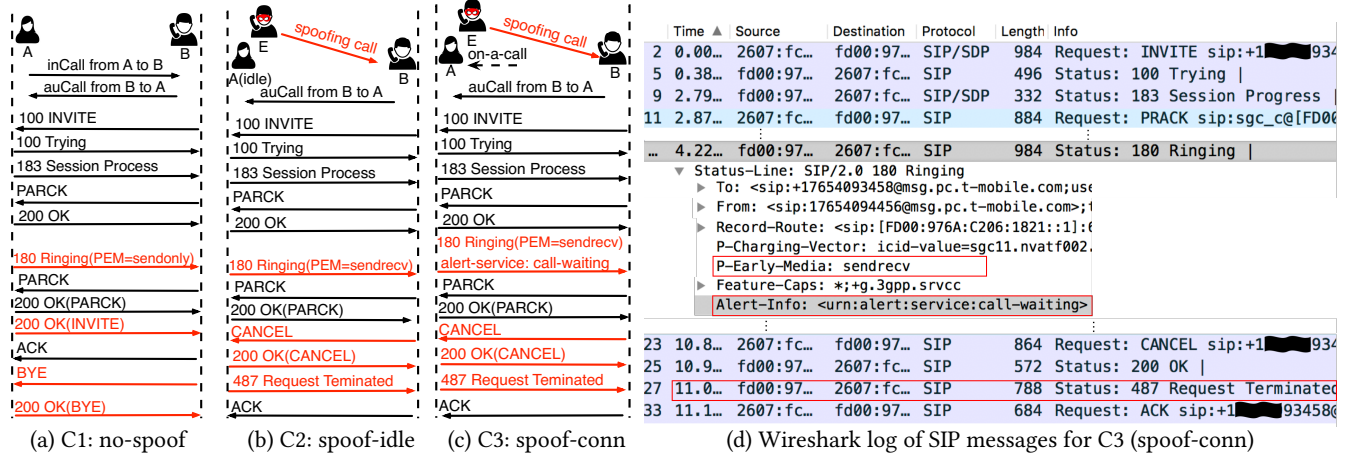 A
B
inCall from A to B
auCall from B to A
100 INVITE
100 Trying
183 Session Process
PARCK
200 OK
180 Ringing(PEM=sendonly)
PARCK
200 OK(PARCK)
200 OK(INVITE)
ACK
BYE
200 OK(BYE)
(a) C1: no-spoof
E
spoofing call
A(idle)
B
auCall from B to A
100 INVITE
100 Trying
183 Session Process
PARCK
200 OK
180 Ringing(PEM=sendrecv)
PARCK
200 OK(PARCK)
CANCEL
200 OK(CANCEL)
487 Request Teminated
ACK
(b) C2: spoof-idle
E
spoofing call
on-a-call
A
B
auCall from B to A
100 INVITE
100 Trying
183 Session Process
PARCK
200 OK
180 Ringing(PEM=sendrecv)
alert-service: call-waiting
PARCK
200 OK(PARCK)
CANCEL
200 OK(CANCEL)
487 Request Teminated
ACK
(c) C3: spoof-conn
Time ▲ Source Destination Protocol Length Info
2 0.00… 2607:fc… fd00:97… SIP/SDP 984 Request: INVITE sip:+1 934
5 0.38… fd00:97… 2607:fc… SIP 496 Status: 100 Trying |
9 2.79… fd00:97… 2607:fc… SIP/SDP 332 Status: 183 Session Progress |
11 2.87… 2607:fc… fd00:97… SIP 884 Request: PRACK sip:sgc_c@[FD00
… 4.22… fd00:97… 2607:fc… SIP 984 Status: 180 Ringing |
Status-Line: SIP/2.0 180 Ringing
To: <sip:+17654093458@msg.pc.t-mobile.com;use
From: <sip:17654094456@msg.pc.t-mobile.com>;
Record-Route: <sip:[FD00:976A:C206:1821::1]:6
P-Charging-Vector: icid-value=sgc11.nvatf002.
P-Early-Media: sendrecv
Feature-Caps: *;+g.3gpp.srvcc
Alert-Info: <urn:alert:service:call-waiting>
23 10.8… 2607:fc… fd00:97… SIP 864 Request: CANCEL sip:+1 934
25 10.9… fd00:97… 2607:fc… SIP 572 Status: 200 OK |
27 11.0… fd00:97… 2607:fc… SIP 788 Status: 487 Request Terminated
33 11.1… 2607:fc… fd00:97… SIP 684 Request: ACK sip:+1 93458@
(d) Wireshark log of SIP messages for C3 (spoof-conn)